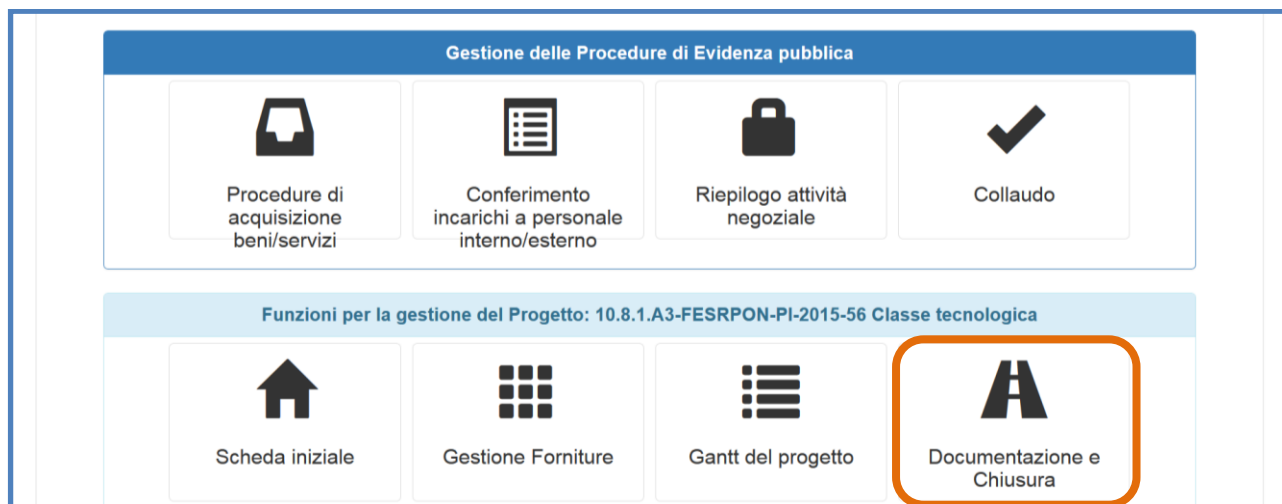 Gestione delle Procedure di Evidenza pubblica
Procedure di
acquisizione
beni/servizi
Conferimento
incarichi a personale
interno/esterno
Riepilogo attività
negoziale
Collaudo
Funzioni per la gestione del Progetto: 10.8.1.A3-FESRPON-PI-2015-56 Classe tecnologica
Scheda iniziale
Gestione Forniture
Gantt del progetto
Documentazione e
Chiusura